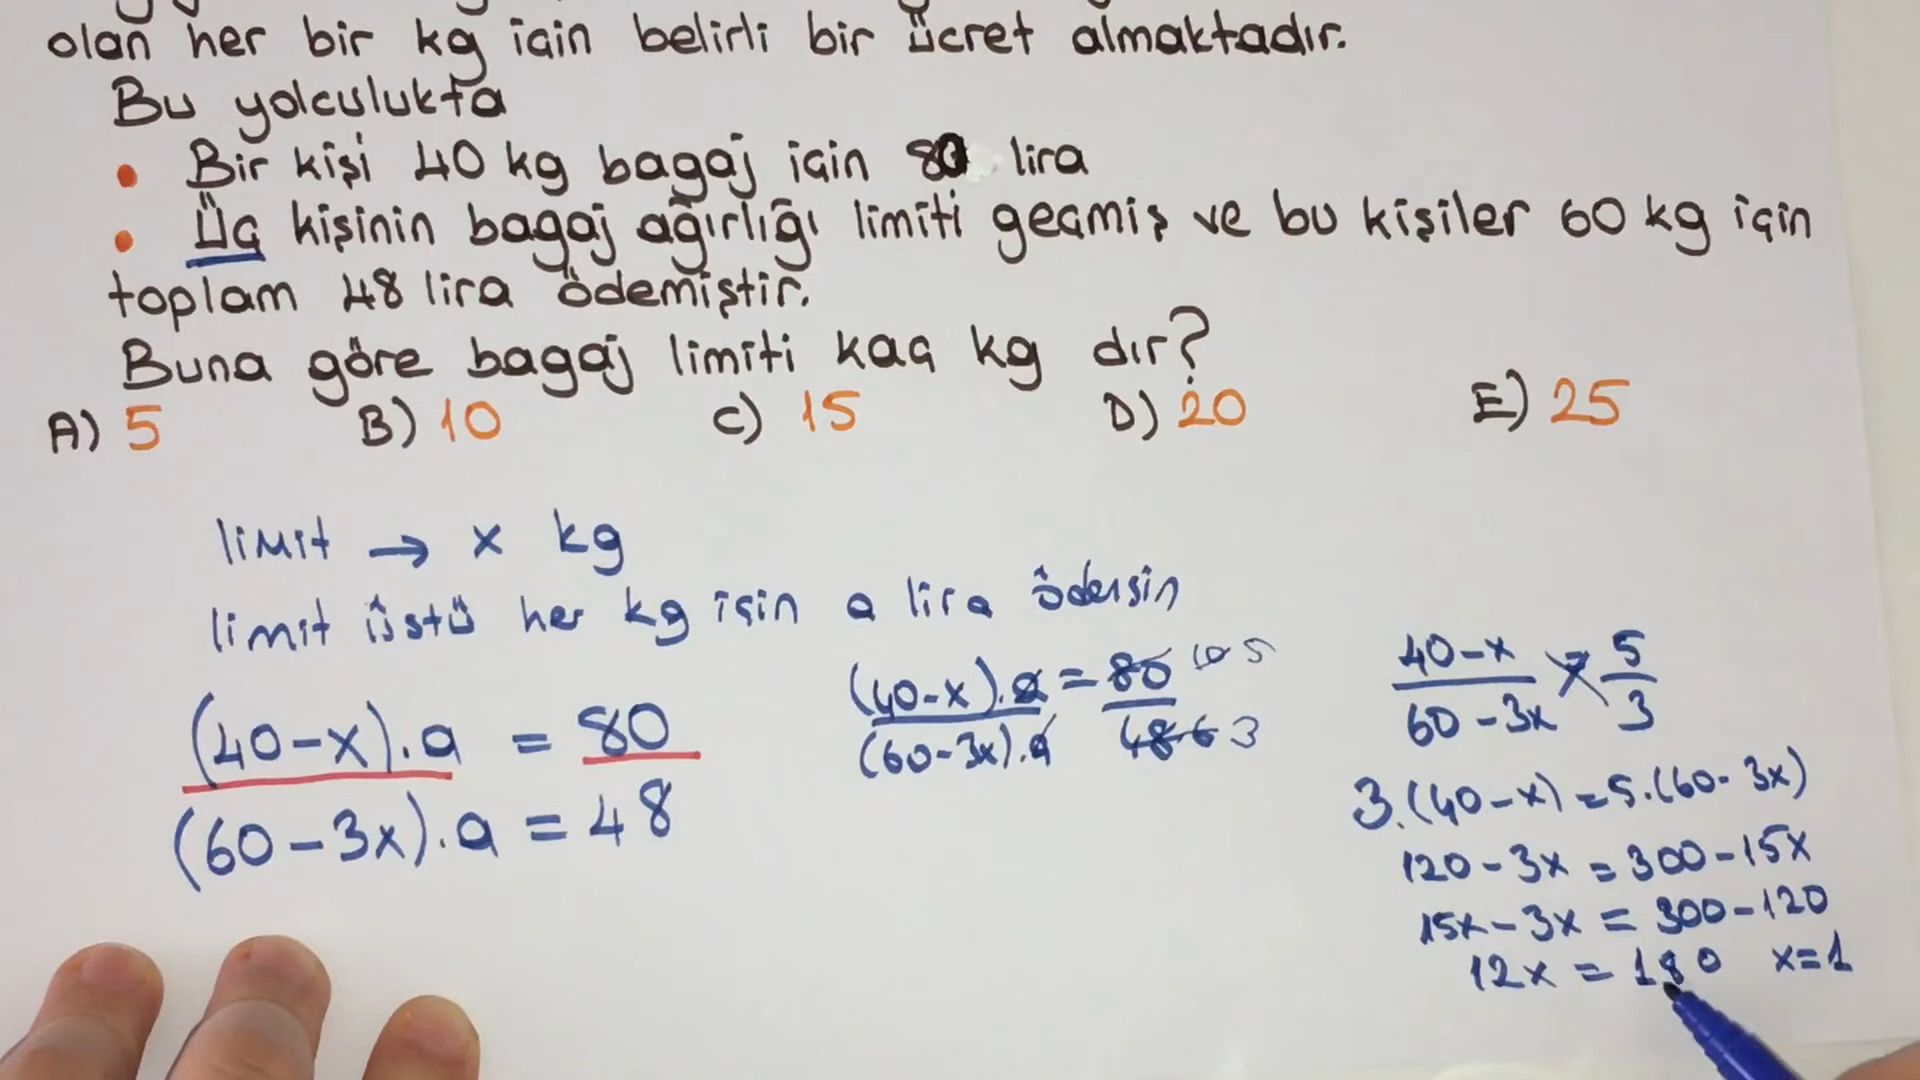 olan her bir kg için belirli bir ücret almaktadır.
Bu yolculukta
• Bir kişi 40 kg bagaj için 80 lira
• Üç kişinin bagaj ağırlığı limiti geçmiş ve bu kişiler 60 kg için
toplam 48 lira ödemiştir.
Buna göre bagaj limiti kaç kg dır?
A) 5 B) 10 C) 15 D) 20 E) 25
limit → x kg
limit üstü her kg için a lira ödersin
(40-x).a = 80
(60-3x).a = 48
(40-x).a = 80 10 5
(60-3x).a 48 6 3
40-x 5
60-3x 3
3.(40-x) = 5.(60-3x)
120-3x = 300-15x
15x-3x = 300-120
12x = 180 x=1